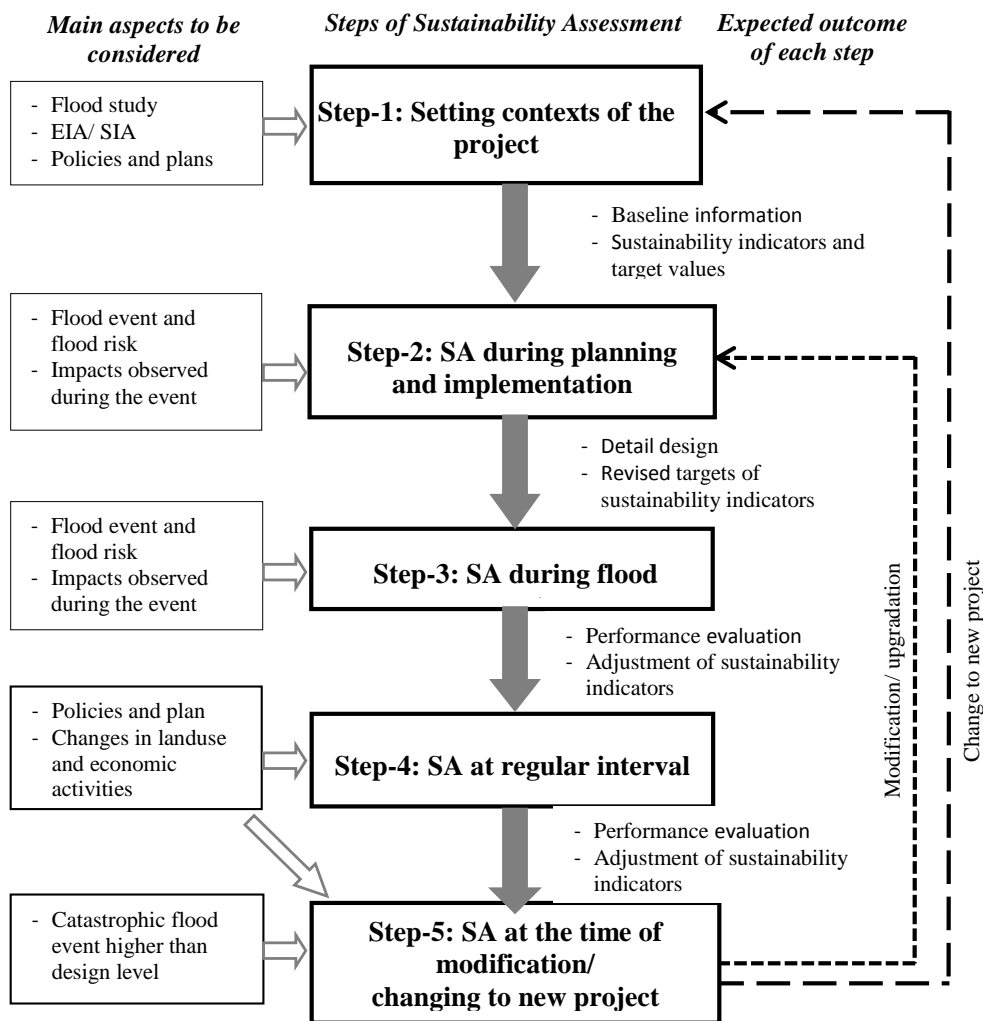 Main aspects to be
considered
Steps of Sustainability Assessment
Expected outcome
of each step
- Flood study
- EIA/ SIA
- Policies and plans
Step-1: Setting contexts of the
project
- Baseline information
- Sustainability indicators and
target values
- Flood event and
flood risk
- Impacts observed
during the event
Step-2: SA during planning
and implementation
- Detail design
- Revised targets of
sustainability indicators
- Flood event and
flood risk
- Impacts observed
during the event
Step-3: SA during flood
- Performance evaluation
- Adjustment of sustainability
indicators
- Policies and plan
- Changes in landuse
and economic
activities
Step-4: SA at regular interval
- Performance evaluation
- Adjustment of sustainability
indicators
- Catastrophic flood
event higher than
design level
Step-5: SA at the time of
modification/
changing to new project
Modification/ upgradation
Change to new project